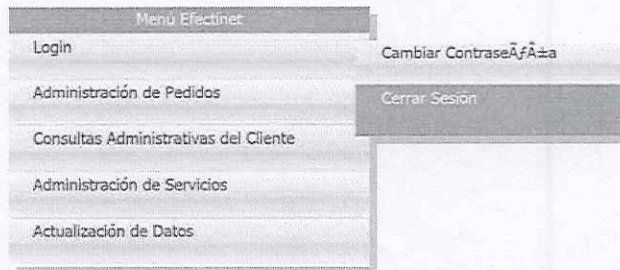 Menú Efectinet
Login
Cambiar ContraseÃƒÂ±a
Administración de Pedidos
Cerrar Sesión
Consultas Administrativas del Cliente
Administración de Servicios
Actualización de Datos